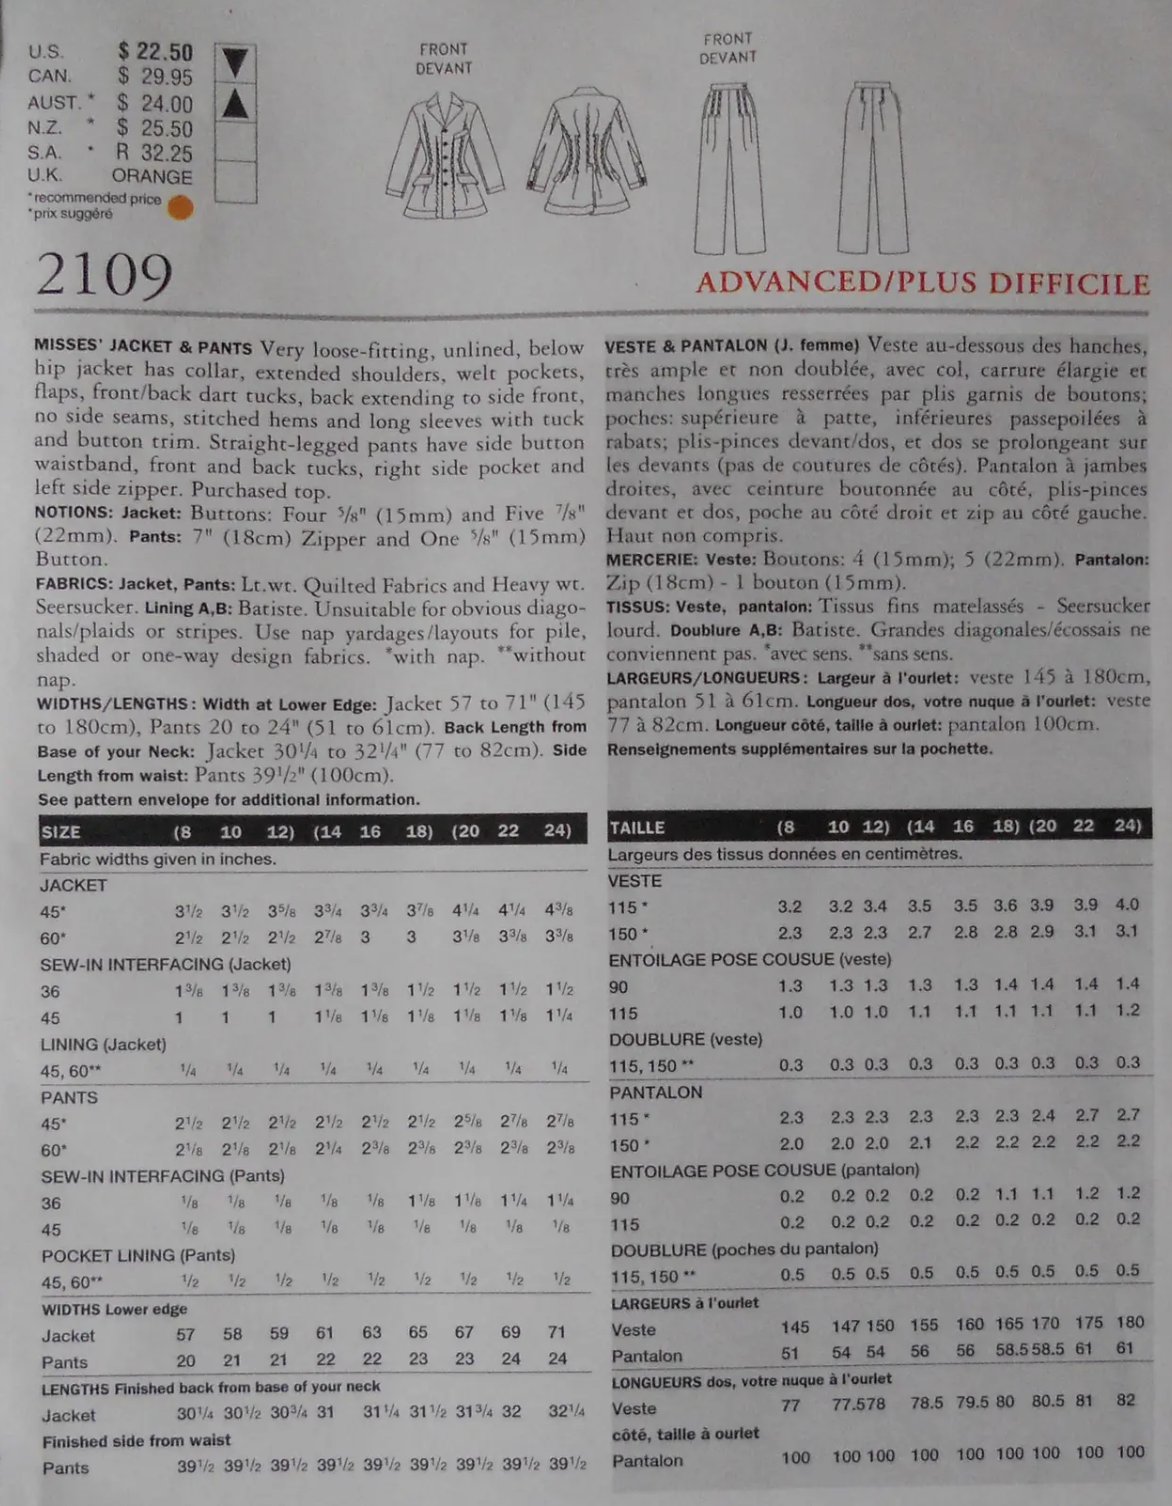 U.S. $ 22.50
CAN. $ 29.95
AUST. * $ 24.00
N.Z. * $ 25.50
S.A. * R 32.25
U.K. ORANGE
*recommended price
*prix suggéré
FRONT
DEVANT
FRONT
DEVANT
2109
ADVANCED/PLUS DIFFICILE
MISSES' JACKET & PANTS Very loose-fitting, unlined, below
hip jacket has collar, extended shoulders, welt pockets,
flaps, front/back dart tucks, back extending to side front,
no side seams, stitched hems and long sleeves with tuck
and button trim. Straight-legged pants have side button
waistband, front and back tucks, right side pocket and
left side zipper. Purchased top.
NOTIONS: Jacket: Buttons: Four 5/8" (15mm) and Five 7/8"
(22mm). Pants: 7" (18cm) Zipper and One 5/8" (15mm)
Button.
FABRICS: Jacket, Pants: Lt.wt. Quilted Fabrics and Heavy wt.
Seersucker. Lining A,B: Batiste. Unsuitable for obvious diago-
nals/plaids or stripes. Use nap yardages/layouts for pile,
shaded or one-way design fabrics. *with nap. **without
nap.
WIDTHS/LENGTHS: Width at Lower Edge: Jacket 57 to 71" (145
to 180cm), Pants 20 to 24" (51 to 61cm). Back Length from
Base of your Neck: Jacket 30 1/4 to 32 1/4" (77 to 82cm). Side
Length from waist: Pants 39 1/2" (100cm).
See pattern envelope for additional information.
SIZE (8 10 12) (14 16 18) (20 22 24)
Fabric widths given in inches.
JACKET
45* 3 1/2 3 1/2 3 5/8 3 3/4 3 3/4 3 7/8 4 1/4 4 1/4 4 3/8
60* 2 1/2 2 1/2 2 1/2 2 7/8 3 3 3 1/8 3 3/8 3 3/8
SEW-IN INTERFACING (Jacket)
36 1 3/8 1 3/8 1 3/8 1 3/8 1 3/8 1 1/2 1 1/2 1 1/2 1 1/2
45 1 1 1 1 1/8 1 1/8 1 1/8 1 1/8 1 1/8 1 1/4
LINING (Jacket)
45, 60** 1/4 1/4 1/4 1/4 1/4 1/4 1/4 1/4 1/4
PANTS
45* 2 1/2 2 1/2 2 1/2 2 1/2 2 1/2 2 1/2 2 5/8 2 7/8 2 7/8
60* 2 1/8 2 1/8 2 1/8 2 1/4 2 3/8 2 3/8 2 3/8 2 3/8 2 3/8
SEW-IN INTERFACING (Pants)
36 1/8 1/8 1/8 1/8 1/8 1 1/8 1 1/8 1 1/4 1 1/4
45 1/8 1/8 1/8 1/8 1/8 1/8 1/8 1/8 1/8
POCKET LINING (Pants)
45, 60** 1/2 1/2 1/2 1/2 1/2 1/2 1/2 1/2 1/2
WIDTHS Lower edge
Jacket 57 58 59 61 63 65 67 69 71
Pants 20 21 21 22 22 23 23 24 24
LENGTHS Finished back from base of your neck
Jacket 30 1/4 30 1/2 30 3/4 31 31 1/4 31 1/2 31 3/4 32 32 1/4
Finished side from waist
Pants 39 1/2 39 1/2 39 1/2 39 1/2 39 1/2 39 1/2 39 1/2 39 1/2 39 1/2
VESTE & PANTALON (J. femme) Veste au-dessous des hanches,
très ample et non doublée, avec col, carrure élargie et
manches longues resserrées par plis garnis de boutons;
poches: supérieure à patte, inférieures passepoilées à
rabats; plis-pinces devant/dos, et dos se prolongeant sur
les devants (pas de coutures de côtés). Pantalon à jambes
droites, avec ceinture boutonnée au côté, plis-pinces
devant et dos, poche au côté droit et zip au côté gauche.
Haut non compris.
MERCERIE: Veste: Boutons: 4 (15mm); 5 (22mm). Pantalon:
Zip (18cm) - 1 bouton (15mm).
TISSUS: Veste, pantalon: Tissus fins matelassés - Seersucker
lourd. Doublure A,B: Batiste. Grandes diagonales/écossais ne
conviennent pas. *avec sens. **sans sens.
LARGEURS/LONGUEURS: Largeur à l'ourlet: veste 145 à 180cm,
pantalon 51 à 61cm. Longueur dos, votre nuque à l'ourlet: veste
77 à 82cm. Longueur côté, taille à ourlet: pantalon 100cm.
Renseignements supplémentaires sur la pochette.
TAILLE (8 10 12) (14 16 18) (20 22 24)
Largeurs des tissus données en centimètres.
VESTE
115 * 3.2 3.2 3.4 3.5 3.5 3.6 3.9 3.9 4.0
150 * 2.3 2.3 2.3 2.7 2.8 2.8 2.9 3.1 3.1
ENTOILAGE POSE COUSUE (veste)
90 1.3 1.3 1.3 1.3 1.3 1.4 1.4 1.4 1.4
115 1.0 1.0 1.0 1.1 1.1 1.1 1.1 1.1 1.2
DOUBLURE (veste)
115, 150 ** 0.3 0.3 0.3 0.3 0.3 0.3 0.3 0.3 0.3
PANTALON
115 * 2.3 2.3 2.3 2.3 2.3 2.3 2.4 2.7 2.7
150 * 2.0 2.0 2.0 2.1 2.2 2.2 2.2 2.2 2.2
ENTOILAGE POSE COUSUE (pantalon)
90 0.2 0.2 0.2 0.2 0.2 1.1 1.1 1.2 1.2
115 0.2 0.2 0.2 0.2 0.2 0.2 0.2 0.2 0.2
DOUBLURE (poches du pantalon)
115, 150 ** 0.5 0.5 0.5 0.5 0.5 0.5 0.5 0.5 0.5
LARGEURS à l'ourlet
Veste 145 147 150 155 160 165 170 175 180
Pantalon 51 54 54 56 56 58.5 58.5 61 61
LONGUEURS dos, votre nuque à l'ourlet
Veste 77 77.5 78 78.5 79.5 80 80.5 81 82
côté, taille à ourlet
Pantalon 100 100 100 100 100 100 100 100 100